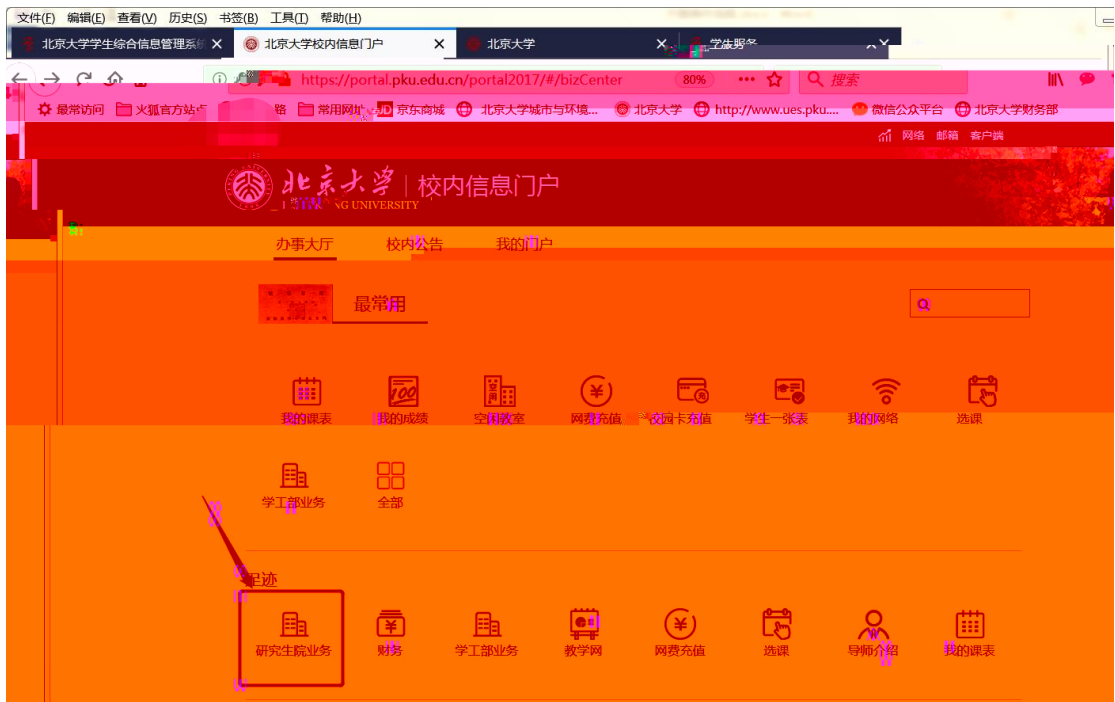 文件(F) 编辑(E) 查看(V) 历史(S) 书签(B) 工具(T) 帮助(H)
北京大学学生综合信息管理系统 北京大学校内信息门户 北京大学
https://portal.pku.edu.cn/portal2017/#/bizCenter 80% 搜索
最常访问 火狐官方站点 常用网址 JD 京东商城 北京大学城市与环境... 北京大学 http://www.ues.pku.... 微信公众平台 北京大学财务部
网络 邮箱 客户端
北京大学 校内信息门户
UNIVERSITY
办事大厅 校内公告 我的门户
最常用
100
我的课表 我的成绩 空闲教室 网费充值 校园卡充值 学生一张表 我的网络 选课
学工部业务 全部
足迹
研究生院业务 财务 学工部业务 教学网 网费充值 选课 导师介绍 我的课表